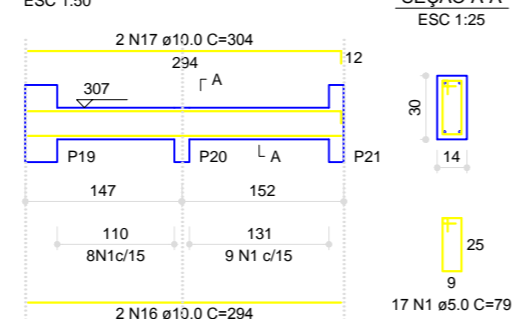 ESC 1:50
SEÇÃO A-A
ESC 1:25
2 N17 ø10.0 C=304
294
12
A
307
30
P19
P20
A
P21
14
147
152
110
131
8N1c/15
9 N1 c/15
25
9
17 N1 ø5.0 C=79
2 N16 ø10.0 C=294